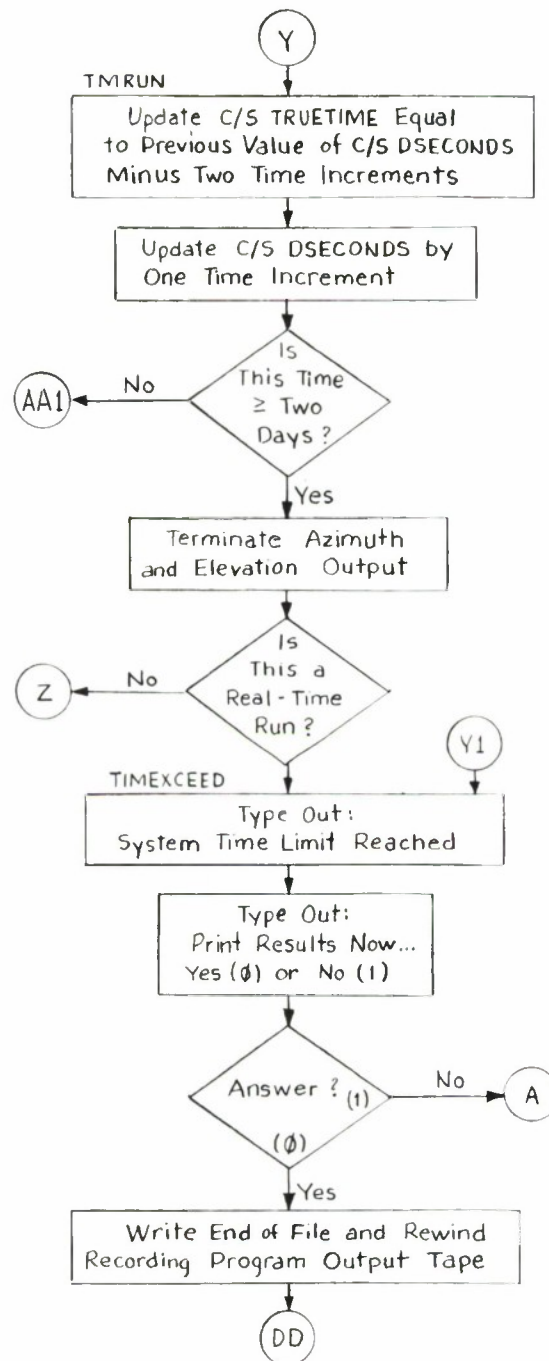 Y
TMRUN
Update C/S TRUETIME Equal
to Previous Value of C/S DSECONDS
Minus Two Time Increments
Update C/S DSECONDS by
One Time Increment
Is
This Time
≥ Two
Days?
No
AA1
Yes
Terminate Azimuth
and Elevation Output
Is
This a
Real-Time
Run?
No
Z
Y1
TIMEXCEED
Type Out:
System Time Limit Reached
Type Out:
Print Results Now...
Yes (ϕ) or No (1)
Answer?
(1)
No
A
(ϕ)
Yes
Write End of File and Rewind
Recording Program Output Tape
DD